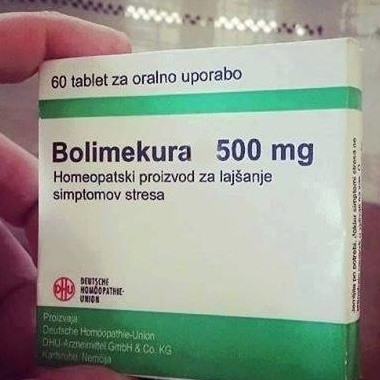 60 tablet za oralno uporabo
Bolimekura 500 mg
Homeopatski proizvod za lajšanje
simptomov stresa
DHU
DEUTSCHE
HOMÖOPATHIE-
UNION
Proizvaja
Deutsche Homöopathie-Union
DHU-Arzneimittel GmbH & Co. KG
Karlsruhe, Nemčija